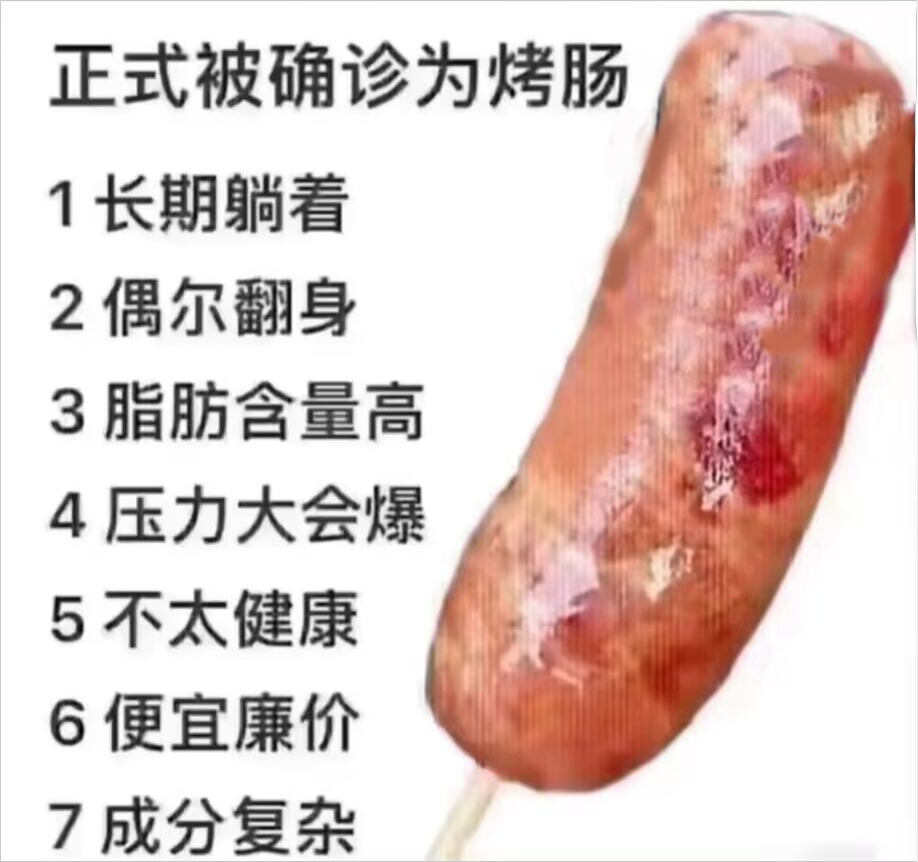 正式被确诊为烤肠
1 长期躺着
2 偶尔翻身
3 脂肪含量高
4 压力大会爆
5 不太健康
6 便宜廉价
7 成分复杂